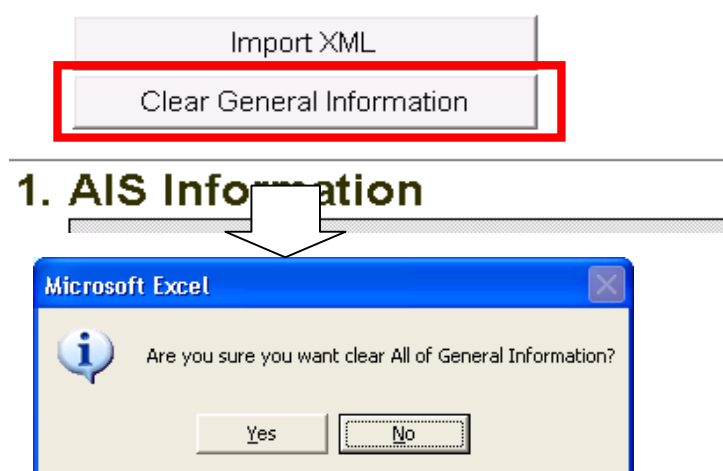 Import XML
Clear General Information
1. AIS Information
Microsoft Excel
Are you sure you want clear All of General Information?
Yes
No